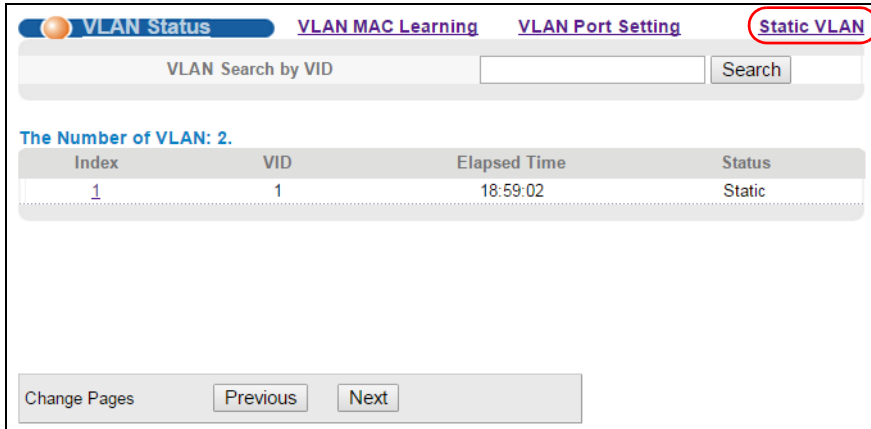 VLAN Status VLAN MAC Learning VLAN Port Setting Static VLAN
VLAN Search by VID Search
The Number of VLAN: 2.
Index VID Elapsed Time Status
1 1 18:59:02 Static
Change Pages Previous Next